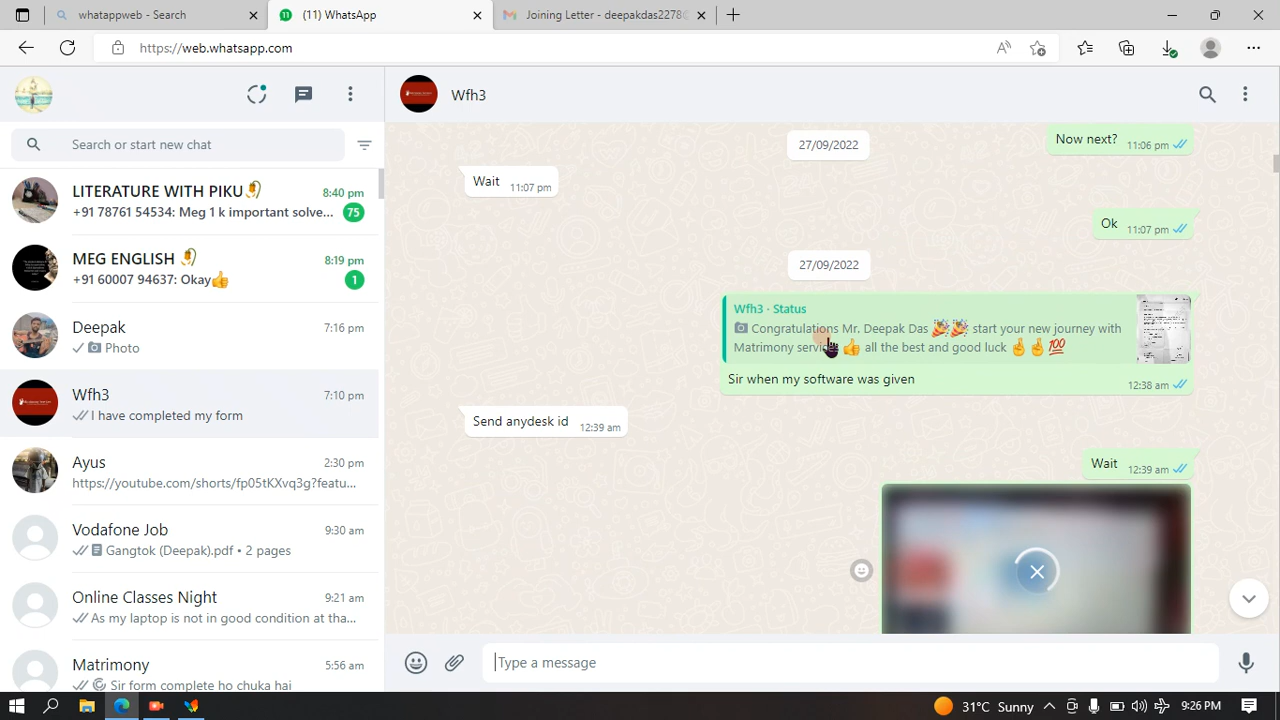 whatappweb - Search
(11) WhatsApp
Joining Letter - deepakdas2278@
https://web.whatsapp.com
Wfh3
Search or start new chat
LITERATURE WITH PIKU
8:40 pm
+91 78761 54534: Meg 1 k important solve...
75
MEG ENGLISH
8:19 pm
+91 60007 94637: Okay👍
1
Deepak
7:16 pm
Photo
Wfh3
7:10 pm
I have completed my form
Ayus
2:30 pm
https://youtube.com/shorts/fp05tKXvq3g?featu...
Vodafone Job
9:30 am
Gangtok (Deepak).pdf • 2 pages
Online Classes Night
9:21 am
As my laptop is not in good condition at tha...
Matrimony
5:56 am
Sir form complete ho chuka hai
Now next? 11:06 pm
27/09/2022
Wait 11:07 pm
Ok 11:07 pm
27/09/2022
Wfh3 · Status
Congratulations Mr. Deepak Das 🎉🎉 start your new journey with
Matrimony service 👍 all the best and good luck 🤞🤞💯
Sir when my software was given
12:38 am
Send anydesk id 12:39 am
Wait 12:39 am
Type a message
31°C Sunny
9:26 PM